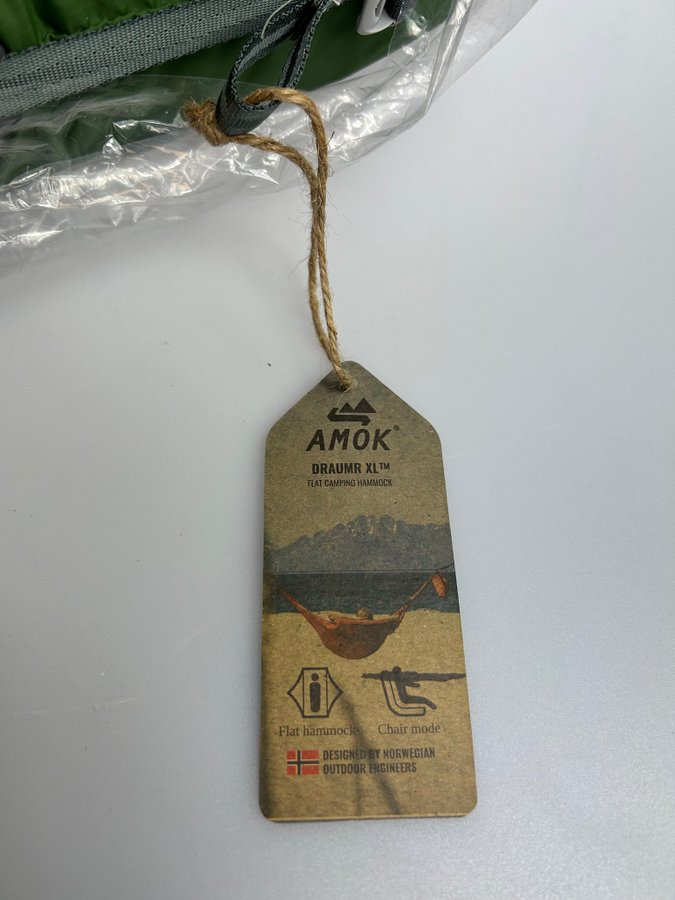 AMOK®
DRAUMR XL™
FLAT CAMPING HAMMOCK
Flat hammock
Chair mode
DESIGNED BY NORWEGIAN
OUTDOOR ENGINEERS